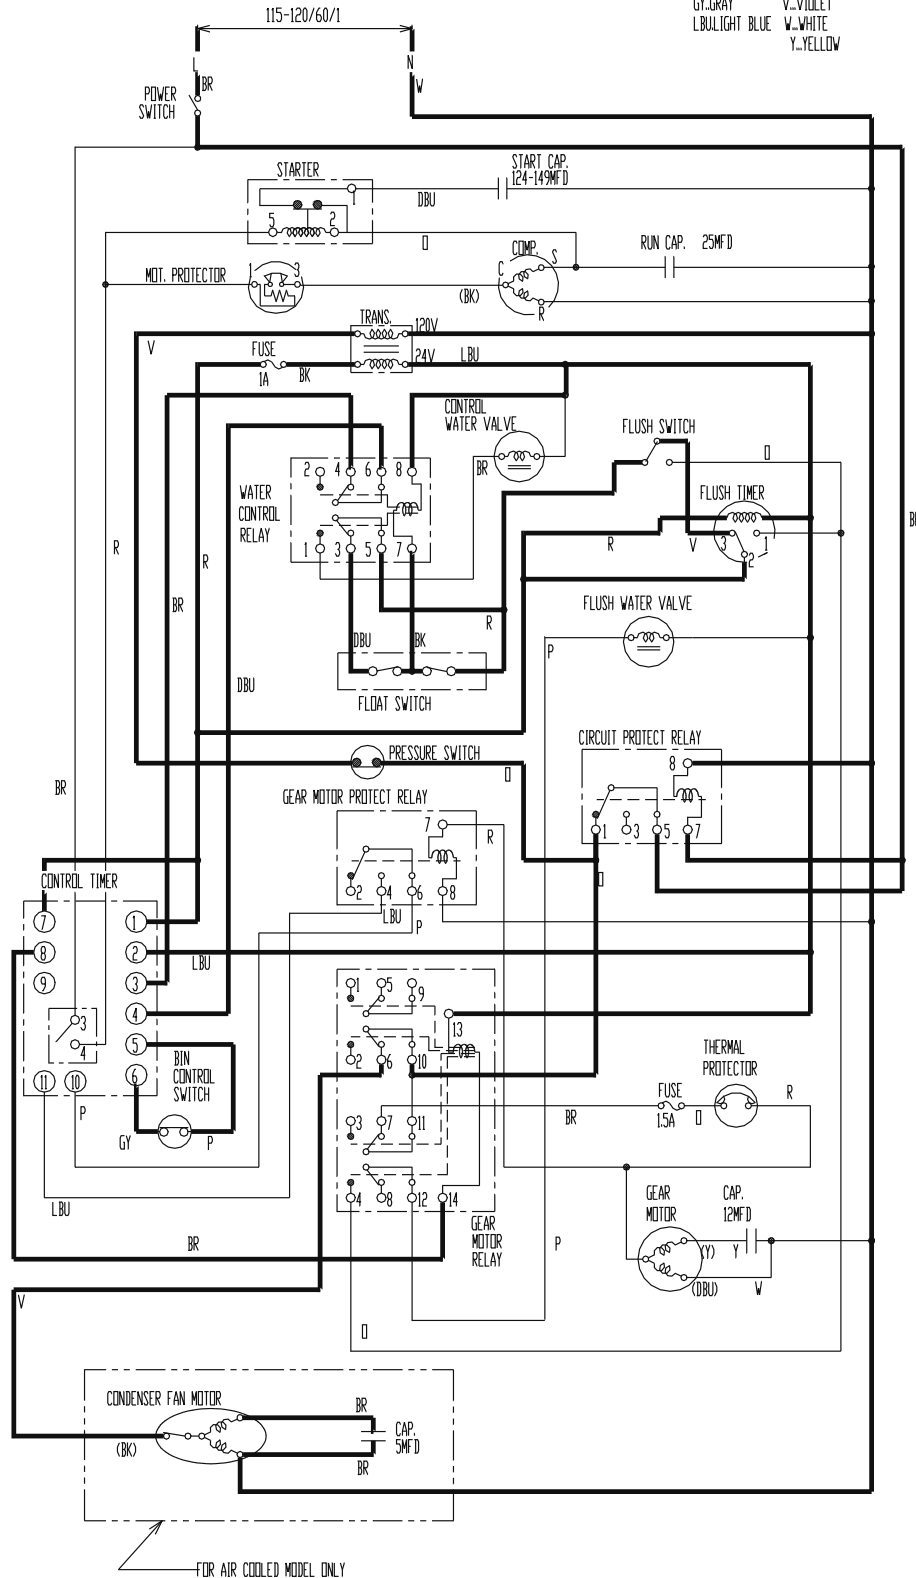 115-120/60/1
GY..GRAY V...VIOLET
LBU.LIGHT BLUE W...WHITE
Y...YELLOW
L
N
BR
W
POWER
SWITCH
STARTER
START CAP.
124-149MFD
1
DBU
5
2
O
COMP.
S
RUN CAP. 25MFD
MOT. PROTECTOR
1
3
C
(BK)
R
TRANS.
120V
V
FUSE
24V
LBU
1A
BK
CONTROL
WATER VALVE
FLUSH SWITCH
O
BR
2
4
6
8
WATER
CONTROL
RELAY
FLUSH TIMER
R
R
R
V
3
1
2
1
3
5
7
BR
FLUSH WATER VALVE
R
DBU
BK
P
DBU
FLOAT SWITCH
CIRCUIT PROTECT RELAY
PRESSURE SWITCH
8
O
BR
GEAR MOTOR PROTECT RELAY
7
R
1
3
5
7
CONTROL TIMER
2
4
6
8
O
LBU
P
7
1
8
2
LBU
9
3
1
5
9
3
4
13
4
5
BIN
CONTROL
SWITCH
2
6
10
THERMAL
PROTECTOR
11
10
6
FUSE
1.5A
O
R
P
BR
3
7
11
GY
P
4
8
12
14
LBU
GEAR
MOTOR
CAP.
12MFD
GEAR
MOTOR
RELAY
BR
P
(Y)
Y
(DBU)
W
V
O
CONDENSER FAN MOTOR
BR
CAP.
5MFD
(BK)
BR
FOR AIR COOLED MODEL ONLY